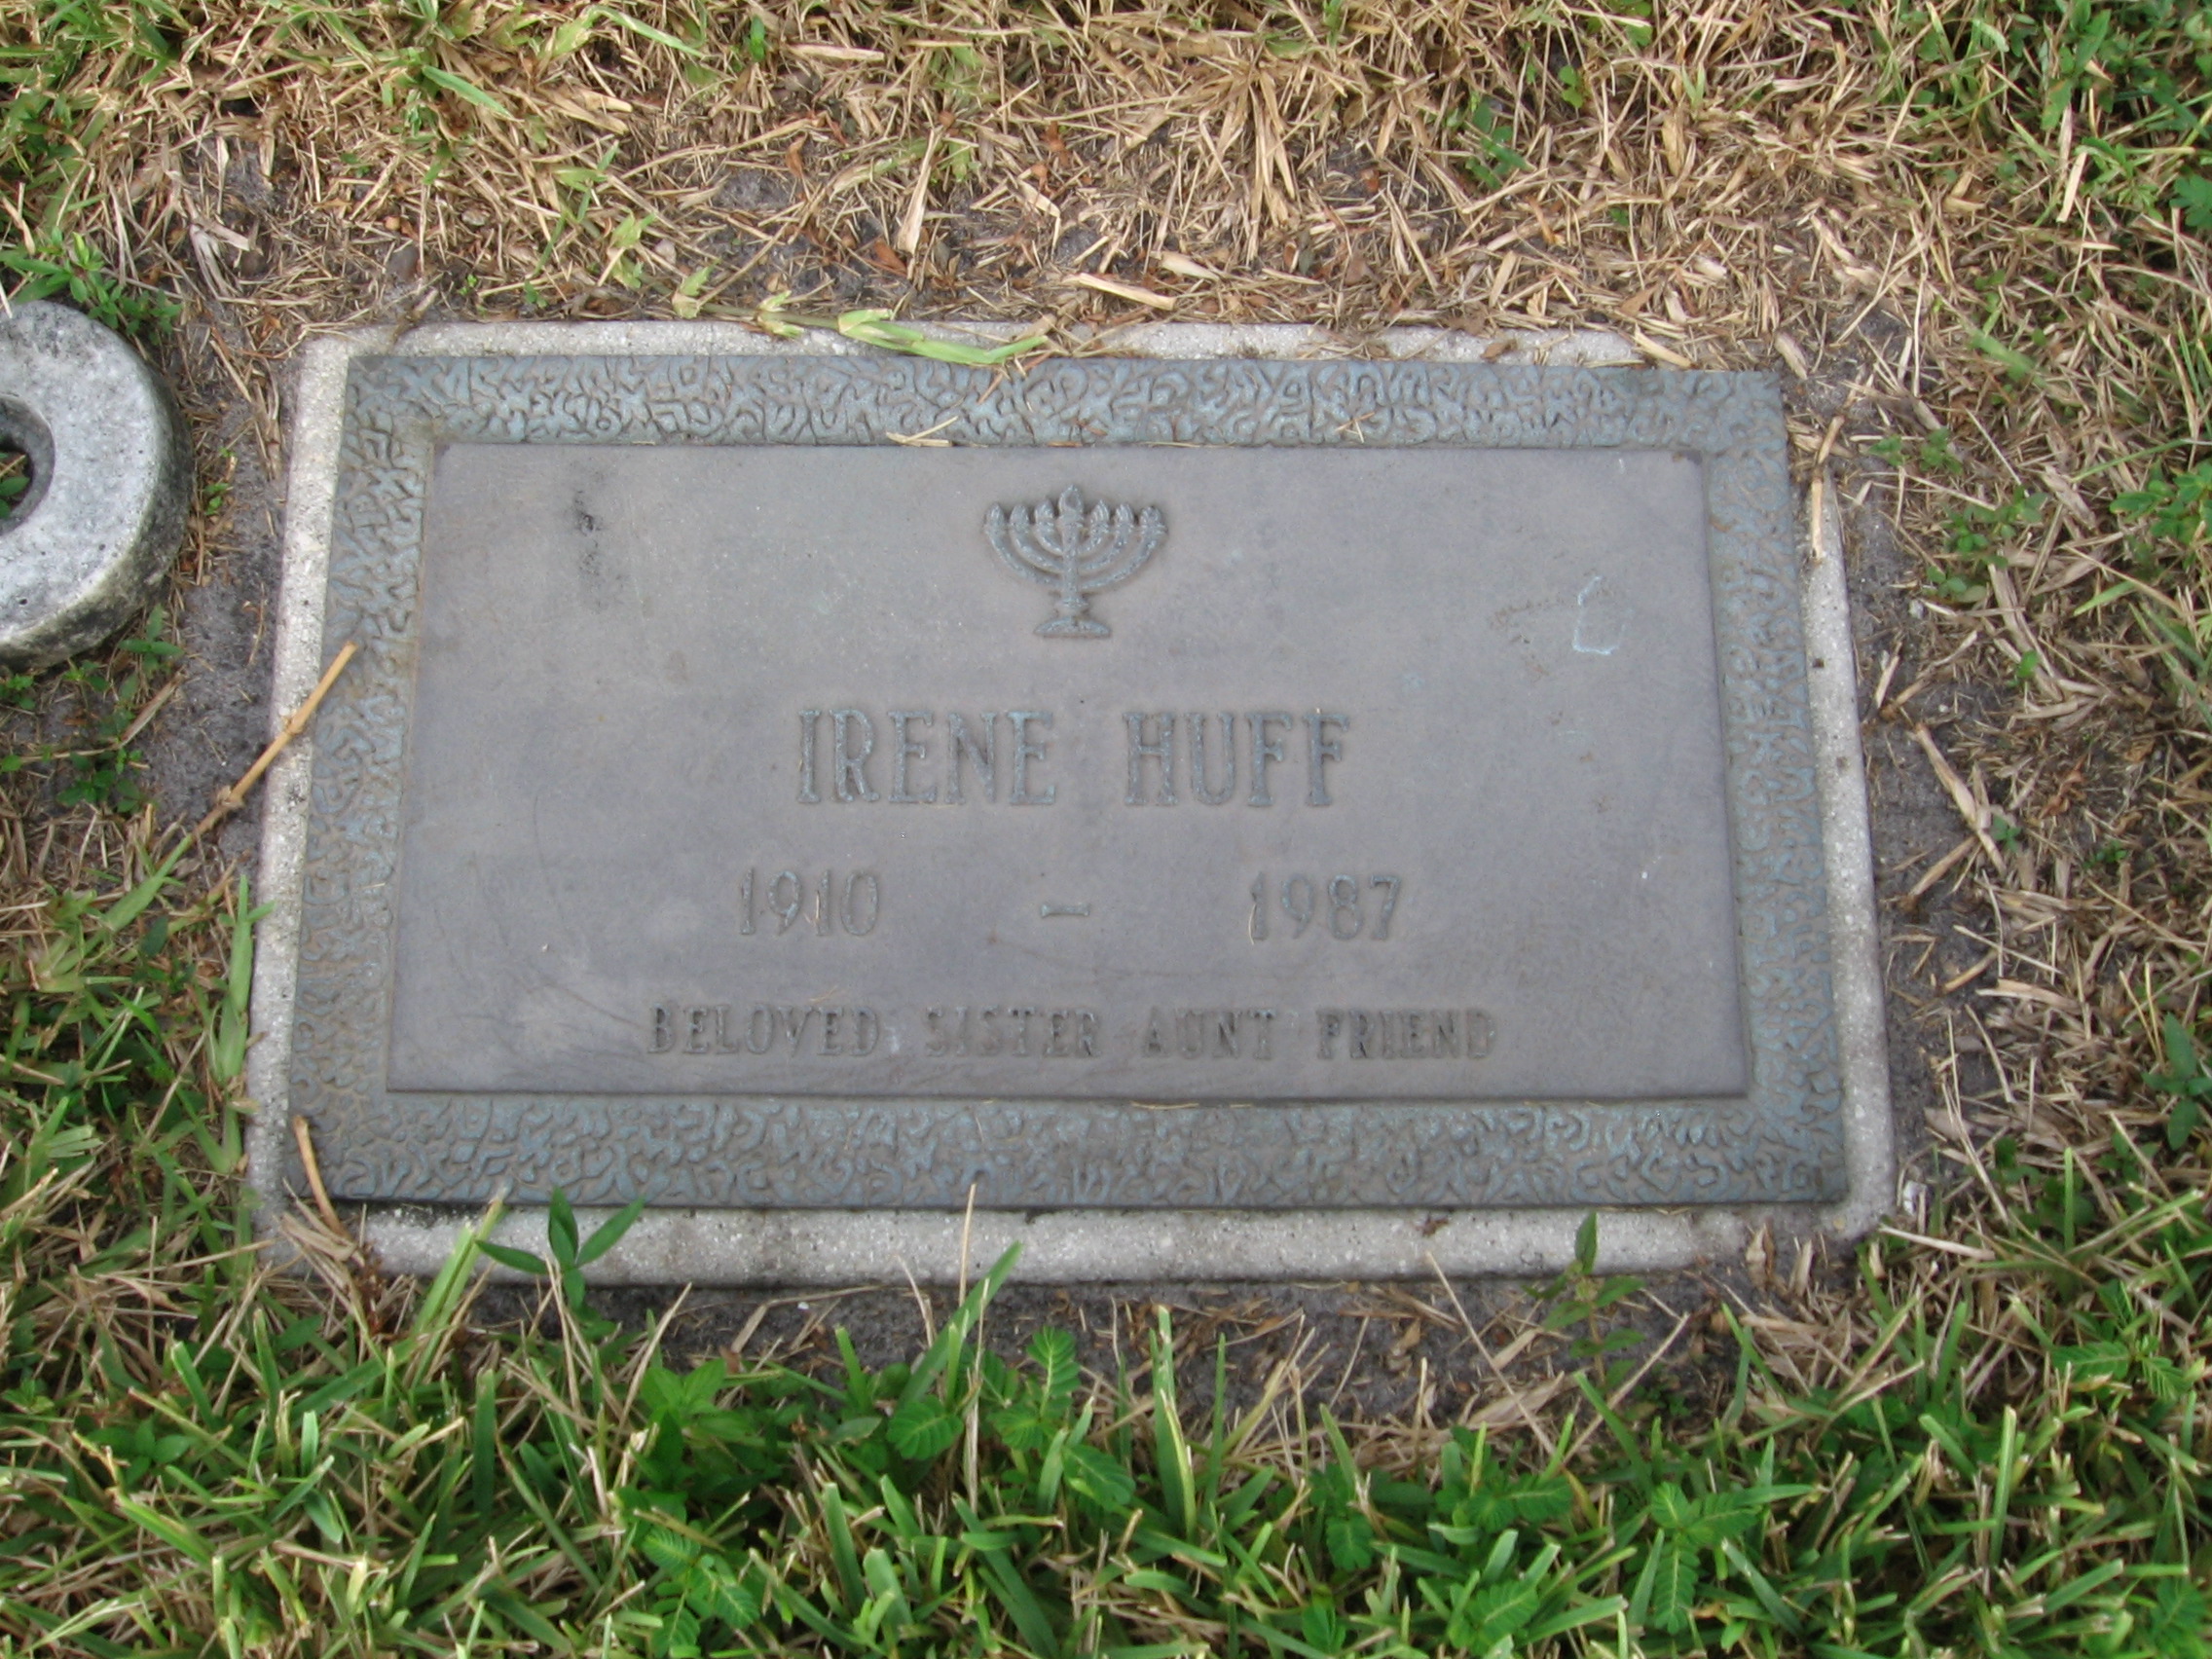 IRENE HUFF
1910 – 1987
BELOVED SISTER AUNT FRIEND